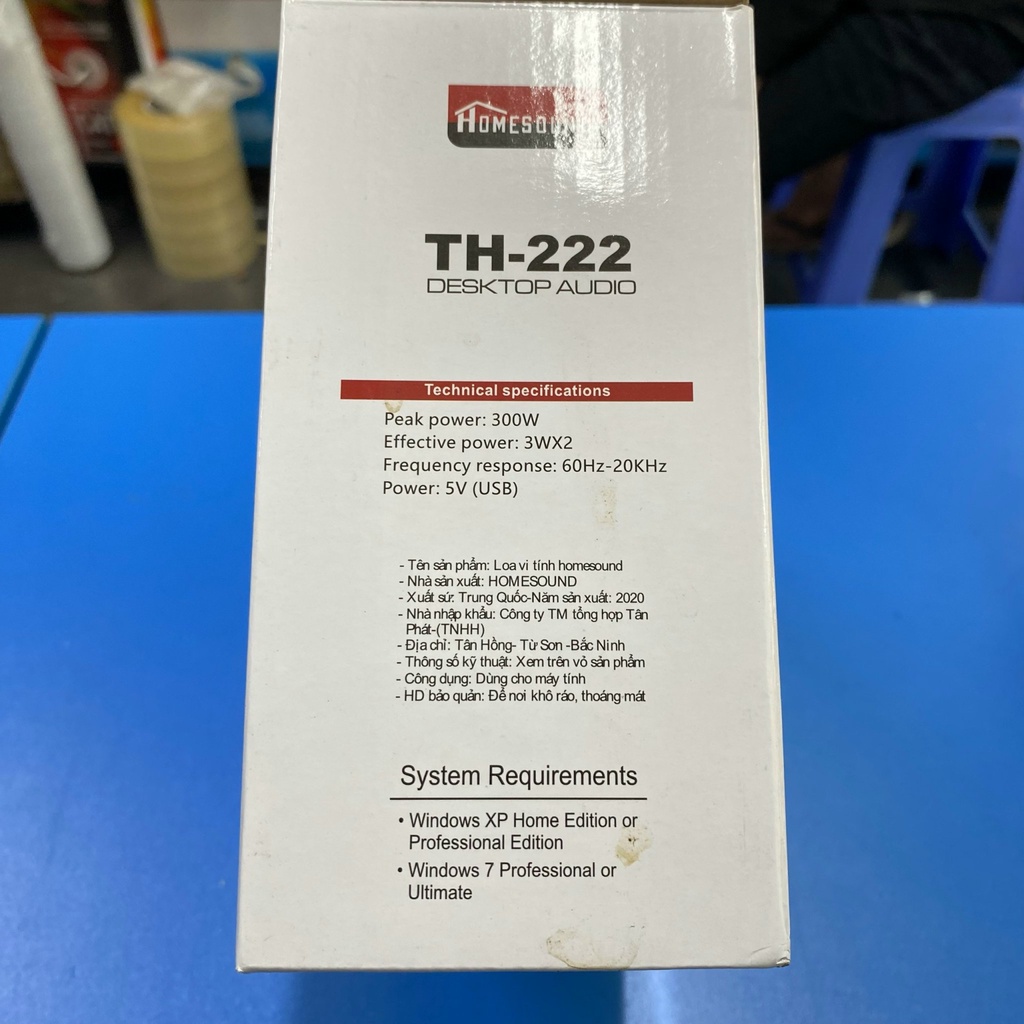 HOMESOUND
TH-222
DESKTOP AUDIO
Technical specifications
Peak power: 300W
Effective power: 3WX2
Frequency response: 60Hz-20KHz
Power: 5V (USB)
- Tên sản phẩm: Loa vi tính homesound
- Nhà sản xuất: HOMESOUND
- Xuất sứ: Trung Quốc-Năm sản xuất: 2020
- Nhà nhập khẩu: Công ty TM tổng hợp Tân
Phát-(TNHH)
- Địa chỉ: Tân Hồng- Từ Sơn -Bắc Ninh
- Thông số kỹ thuật: Xem trên vỏ sản phẩm
- Công dụng: Dùng cho máy tính
- HD bảo quản: Để nơi khô ráo, thoáng mát
System Requirements
• Windows XP Home Edition or
Professional Edition
• Windows 7 Professional or
Ultimate